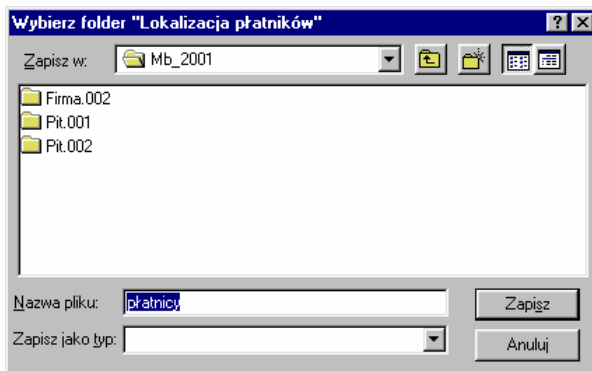 Wybierz folder "Lokalizacja płatników"
Zapisz w: Mb_2001
Firma.002
Pit.001
Pit.002
Nazwa pliku: płatnicy Zapisz
Zapisz jako typ: Anuluj